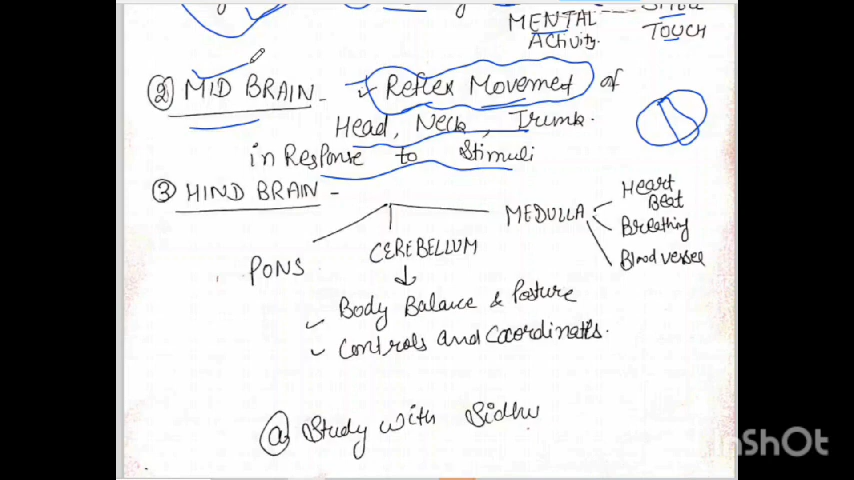 MENTAL
Activity.
TOUCH
② MID BRAIN - Reflex Movement of
Head, Neck, Trunk.
in Response to Stimuli
③ HIND BRAIN -
PONS
CEREBELLUM
MEDULLA
Heart
Beat
Breathing
Blood vessel
Body Balance & Posture
Controls and Coordinates.
@ Study with Sidhu
InShOt